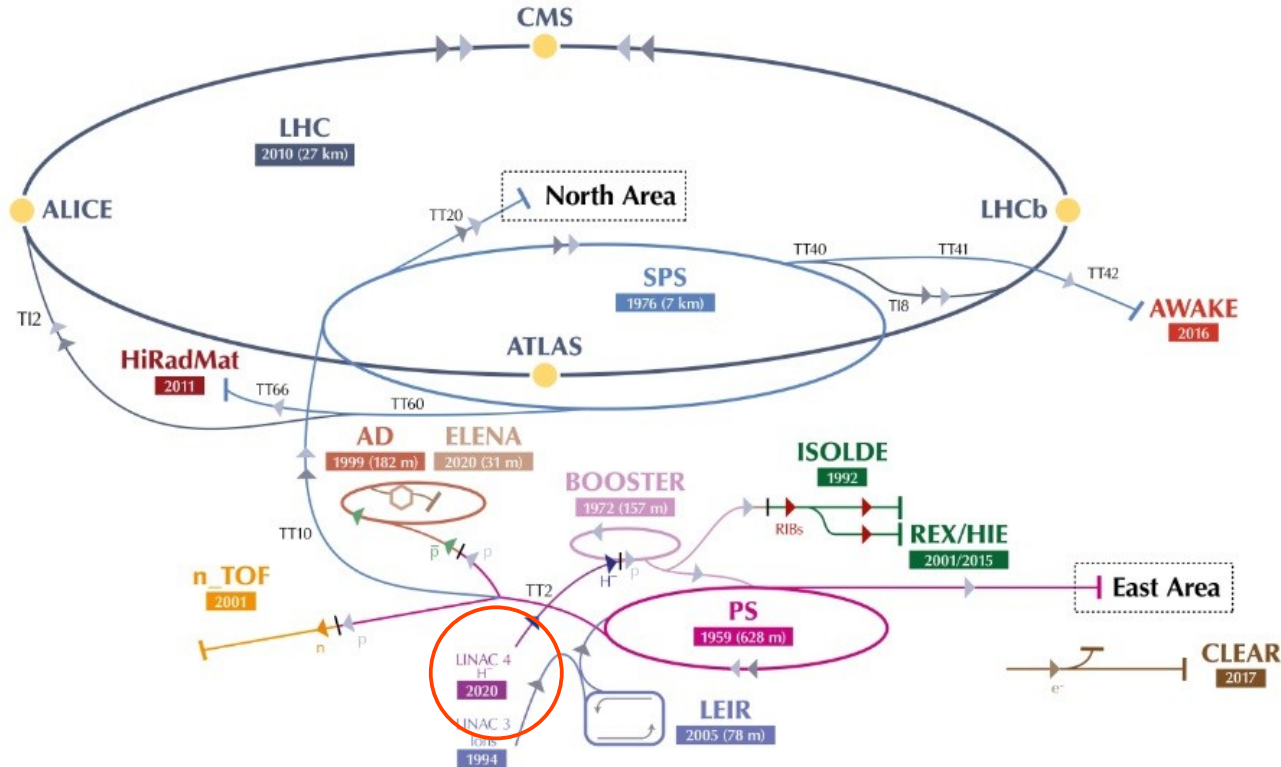 CMS
LHC
2010 (27 km)
North Area
ALICE
LHCb
TT20
TT40
TT41
SPS
1976 (7 km)
TT42
TI8
TI2
AWAKE
2016
ATLAS
HiRadMat
2011
TT66
TT60
AD
1999 (182 m)
ELENA
2020 (31 m)
ISOLDE
1992
BOOSTER
1972 (157 m)
RIBs
REX/HIE
2001/2015
TT10
p̅
p
H⁻
p
n_TOF
2001
TT2
East Area
n
p
PS
1959 (628 m)
LINAC 4
H⁻
2020
CLEAR
2017
e⁻
LINAC 3
Ions
1994
LEIR
2005 (78 m)